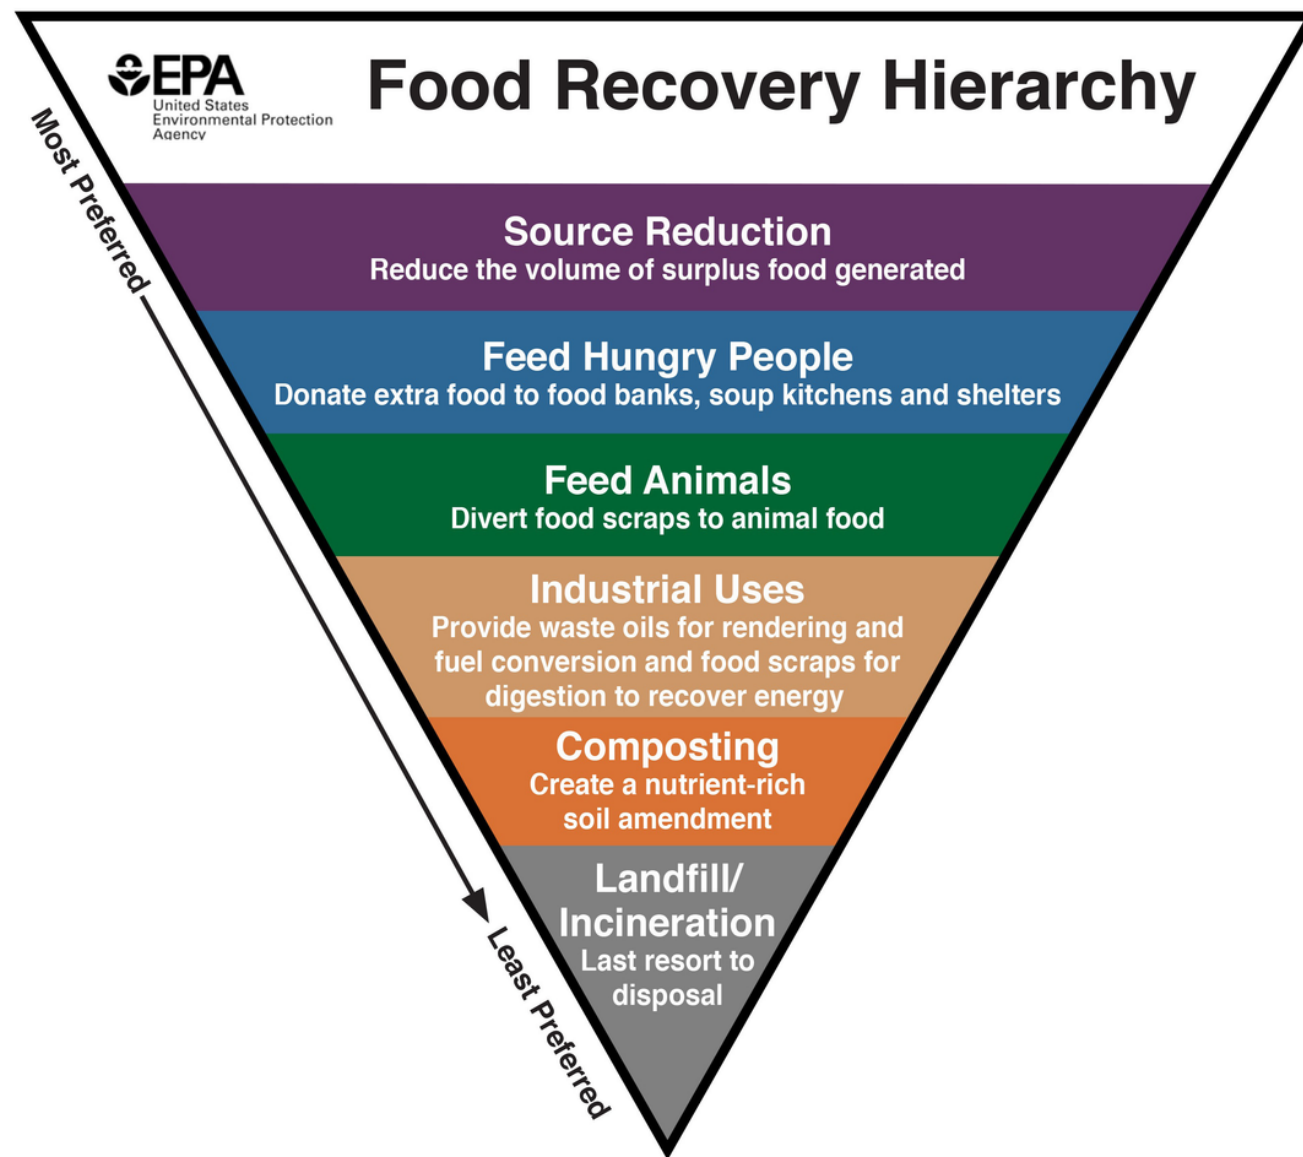 EPA
United States
Environmental Protection
Agency
Food Recovery Hierarchy
Most Preferred
Source Reduction
Reduce the volume of surplus food generated
Feed Hungry People
Donate extra food to food banks, soup kitchens and shelters
Feed Animals
Divert food scraps to animal food
Industrial Uses
Provide waste oils for rendering and
fuel conversion and food scraps for
digestion to recover energy
Composting
Create a nutrient-rich
soil amendment
Landfill/
Incineration
Last resort to
disposal
Least Preferred